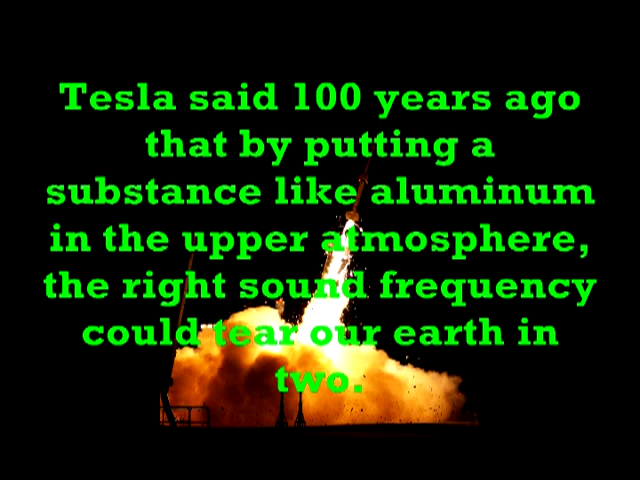 Tesla said 100 years ago
that by putting a
substance like aluminum
in the upper atmosphere,
the right sound frequency
could tear our earth in
two.